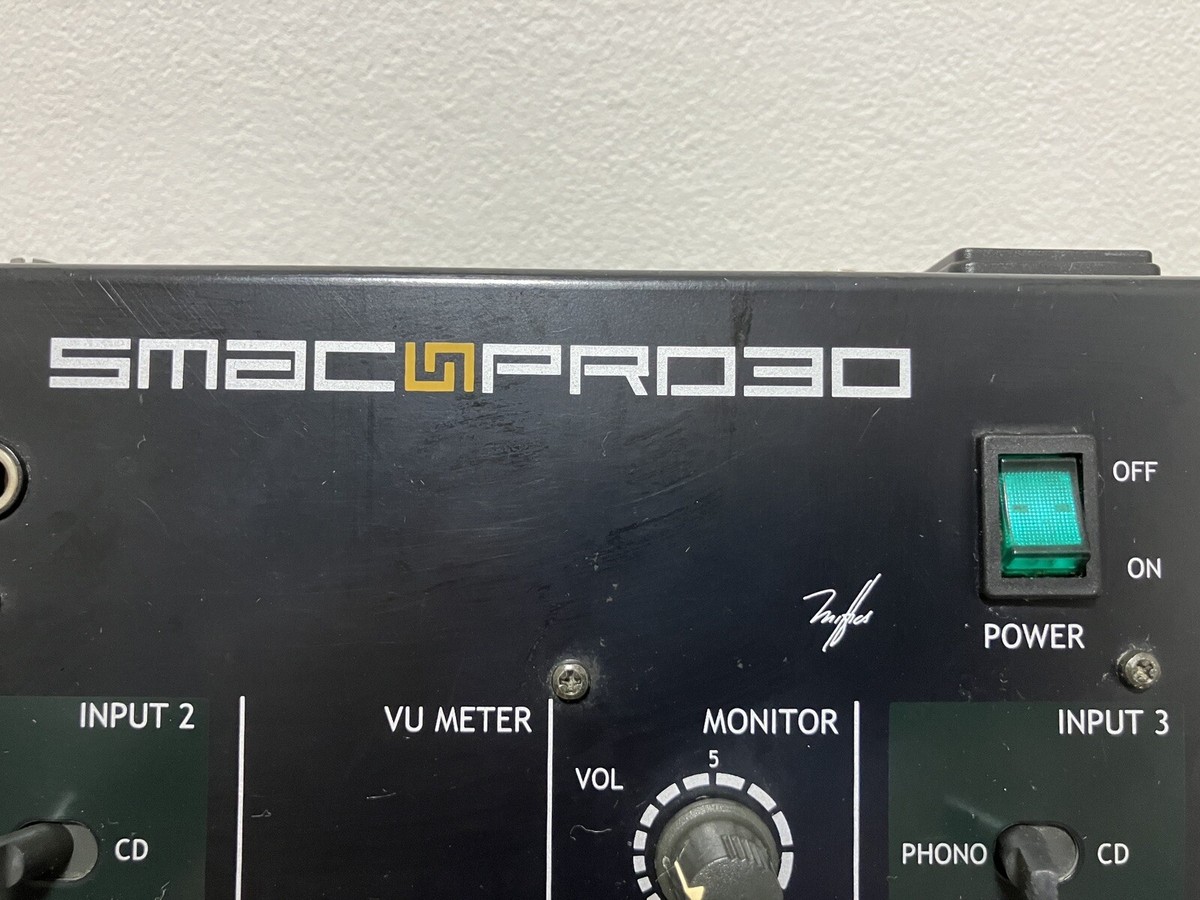 SMAC PRO30
OFF
ON
POWER
INPUT 2
VU METER
MONITOR
INPUT 3
5
VOL
CD
PHONO
CD